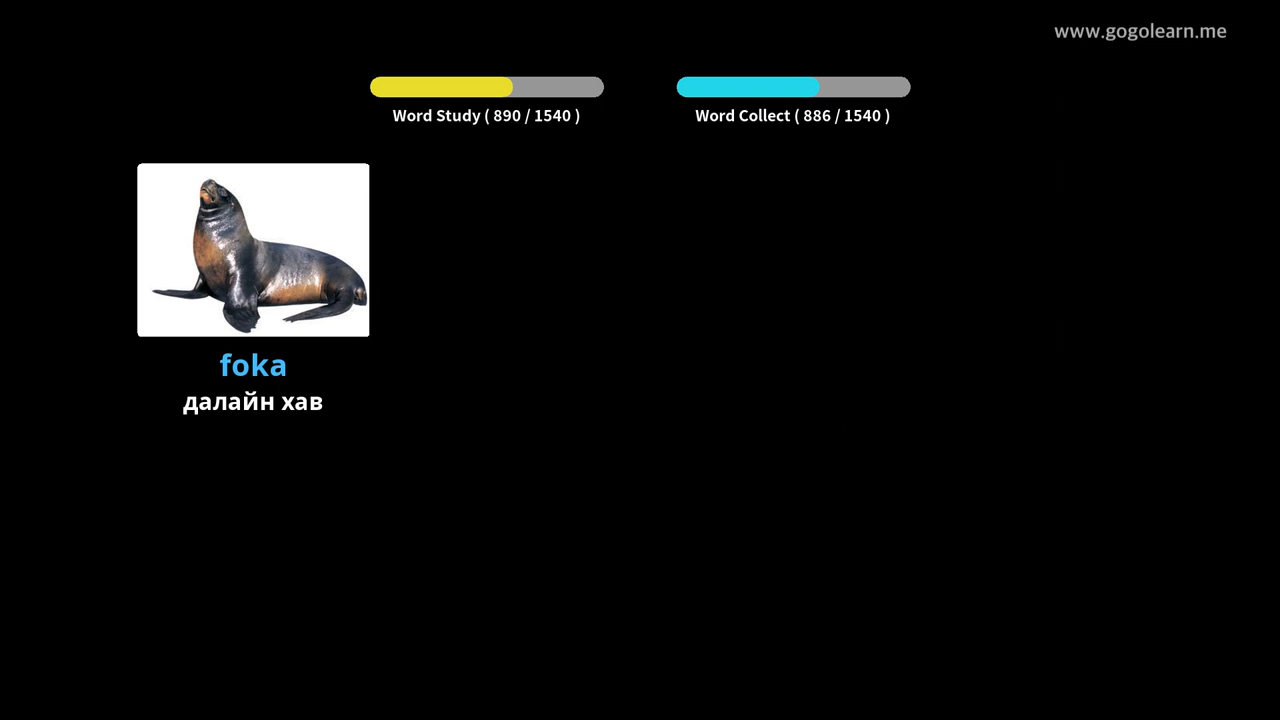 www.gogolearn.me
Word Study ( 890 / 1540 )
Word Collect ( 886 / 1540 )
foka
далайн хав